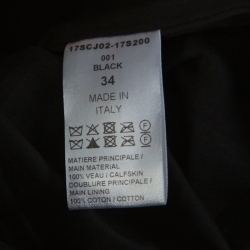 17SCJ02-17S200
001
BLACK
34
MADE IN
ITALY
F
F
MATIERE PRINCIPALE /
MAIN MATERIAL
100% VEAU / CALFSKIN
DOUBLURE PRINCIPALE /
MAIN LINING
100% COTON / COTTON